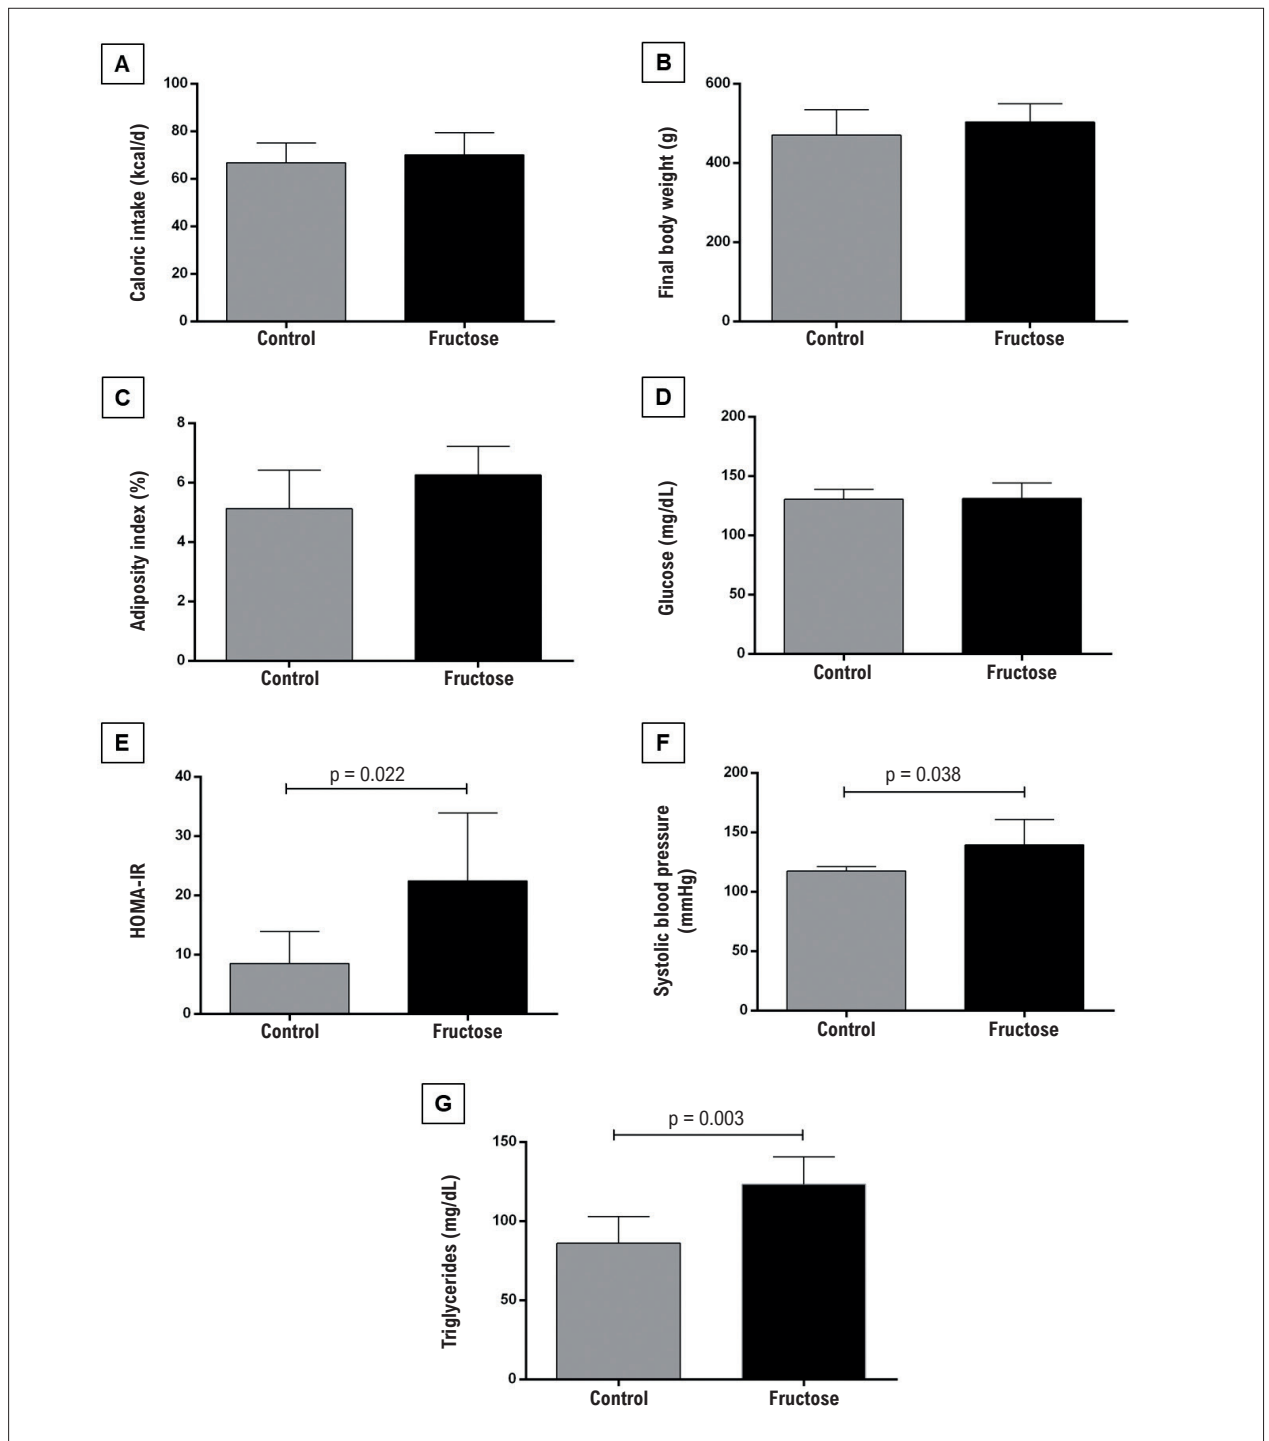 A
Caloric intake (kcal/d)
100
80
60
40
20
0
Control
Fructose
B
Final body weight (g)
600
400
200
0
Control
Fructose
C
Adiposity index (%)
8
6
4
2
0
Control
Fructose
D
Glucose (mg/dL)
200
150
100
50
0
Control
Fructose
E
HOMA-IR
40
30
20
10
0
p = 0.022
Control
Fructose
F
Systolic blood pressure
(mmHg)
200
150
100
50
0
p = 0.038
Control
Fructose
G
Triglycerides (mg/dL)
150
100
50
0
p = 0.003
Control
Fructose